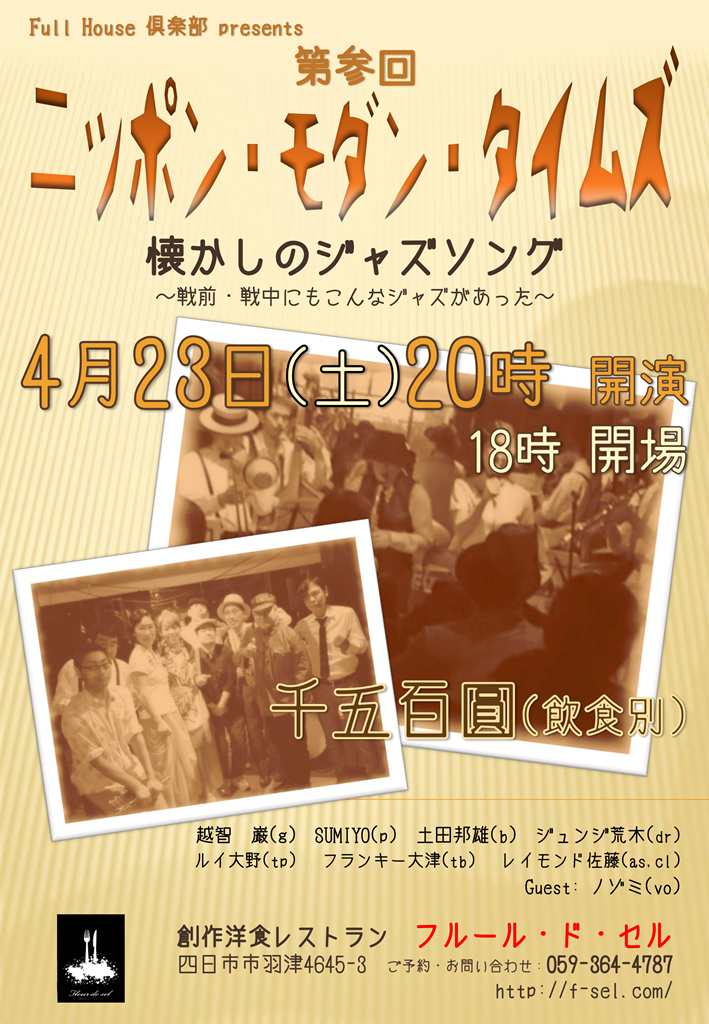 Full House 倶楽部 presents
第参回
ニッポン・モダン・タイムズ
懐かしのジャズソング
～戦前・戦中にもこんなジャズがあった～
4月23日(土)20時 開演
18時 開場
千五百圓(飲食別)
越智 巌(g) SUMIYO(p) 土田邦雄(b) ジュンジ荒木(dr)
ルイ大野(tp) フランキー大津(tb) レイモンド佐藤(as.cl)
Guest: ノゾミ(vo)
創作洋食レストラン フルール・ド・セル
四日市市羽津4645-3 ご予約・お問い合わせ：059-364-4787
http://f-sel.com/
Fleur de sel